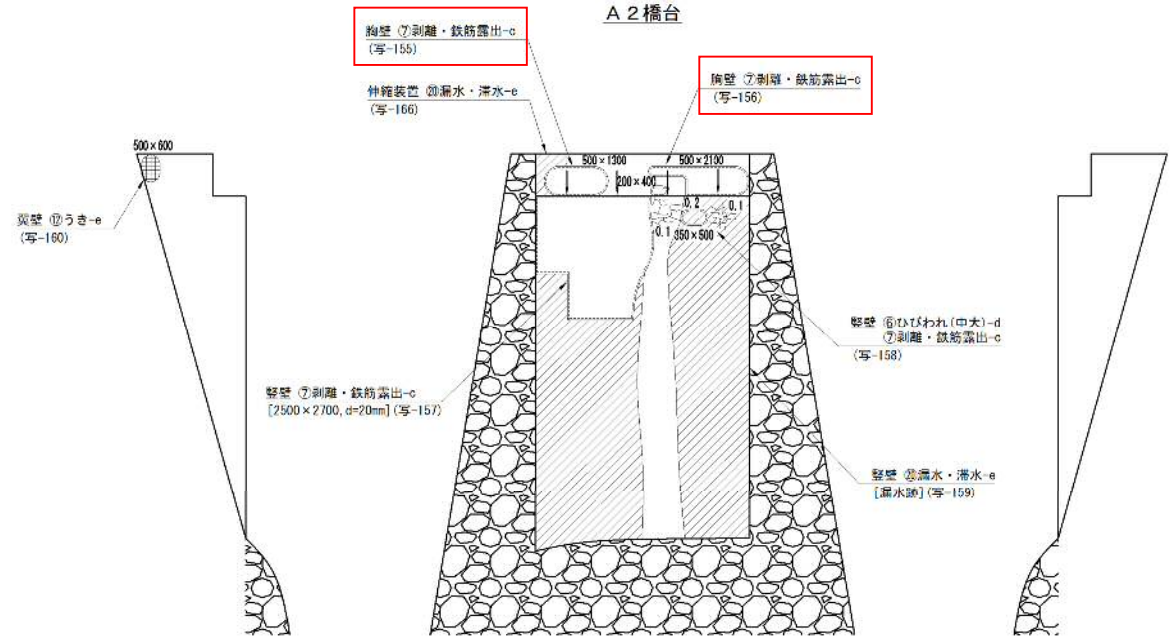 A2橋台
胸壁 ⑦剥離・鉄筋露出-c
(写-155)
伸縮装置 ⑳漏水・滞水-e
(写-166)
胸壁 ⑦剥離・鉄筋露出-c
(写-156)
500×600
500×1300
500×2100
200×400
0.2
0.1
0.1
350×500
翼壁 ⑫うき-e
(写-160)
竪壁 ⑥ひびわれ(中大)-d
⑦剥離・鉄筋露出-c
(写-158)
竪壁 ⑦剥離・鉄筋露出-c
[2500×2700,d=20mm](写-157)
竪壁 ⑳漏水・滞水-e
[漏水跡](写-159)